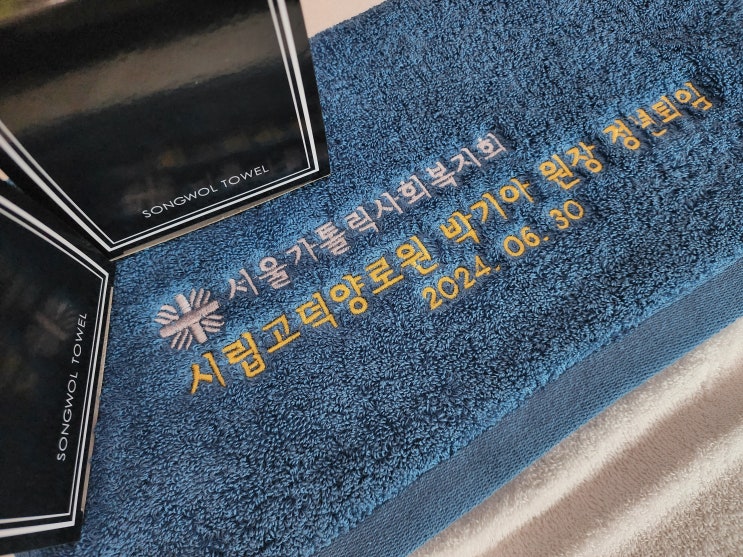 SONGWOL TOWEL
SONGWOL TOWEL
서울가톨릭사회복지회
시립고덕양로원 박기아 원장 정년퇴임
2024. 06. 30